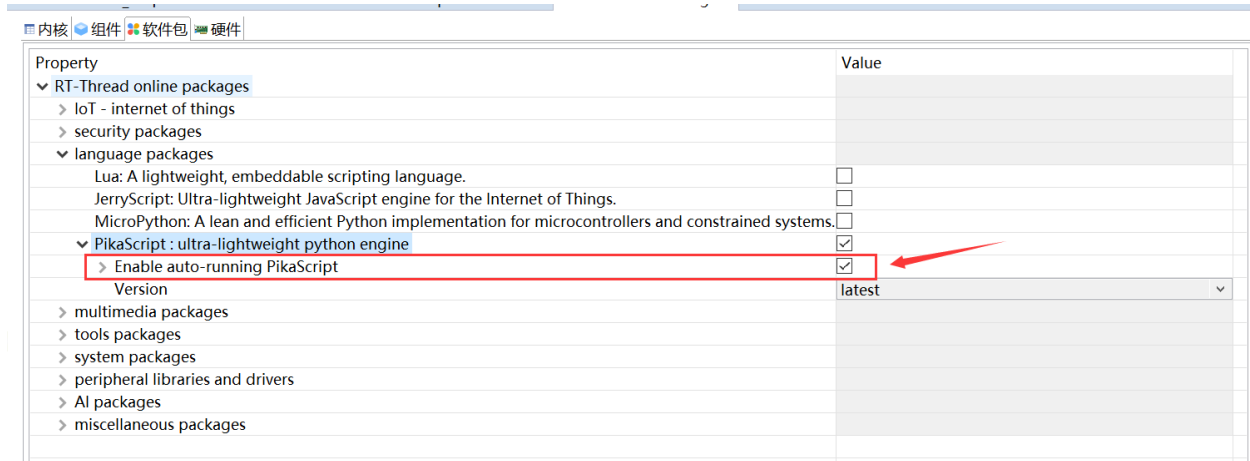 内核 组件 软件包 硬件
Property Value
RT-Thread online packages
IoT - internet of things
security packages
language packages
Lua: A lightweight, embeddable scripting language.
JerryScript: Ultra-lightweight JavaScript engine for the Internet of Things.
MicroPython: A lean and efficient Python implementation for microcontrollers and constrained systems.
PikaScript : ultra-lightweight python engine
Enable auto-running PikaScript
Version latest
multimedia packages
tools packages
system packages
peripheral libraries and drivers
AI packages
miscellaneous packages